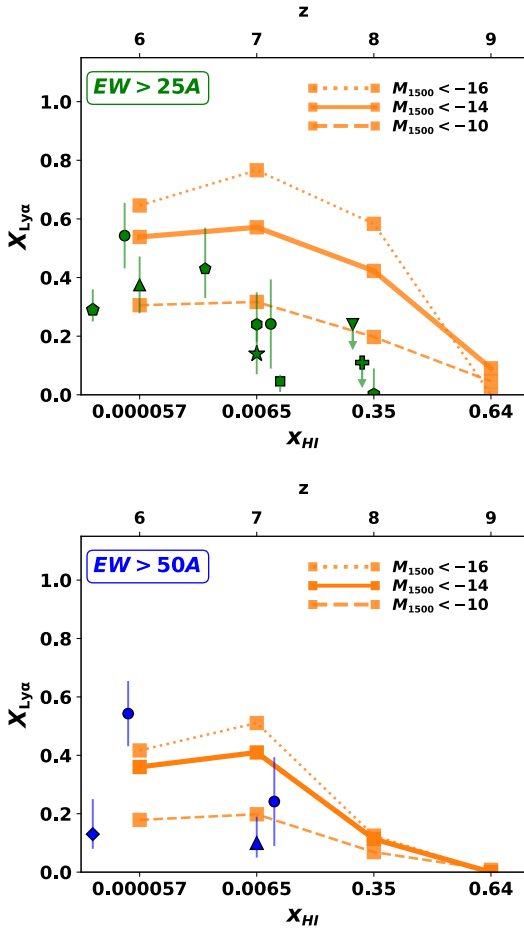 z
6 7 8 9
EW > 25A
M1500 < −16
M1500 < −14
M1500 < −10
1.0
0.8
0.6
0.4
0.2
0.0
XLyα
0.000057 0.0065 0.35 0.64
xHI
z
6 7 8 9
EW > 50A
M1500 < −16
M1500 < −14
M1500 < −10
1.0
0.8
0.6
0.4
0.2
0.0
XLyα
0.000057 0.0065 0.35 0.64
xHI